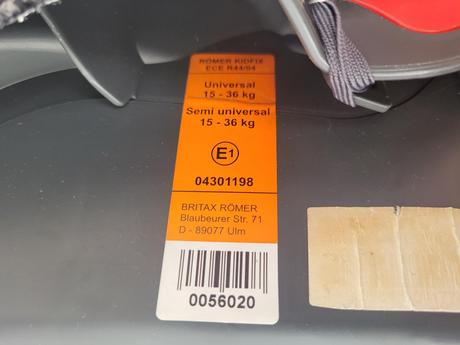 RÖMER KIDFIX
ECE R44/04
Universal
15 - 36 kg
Semi universal
15 - 36 kg
E1
04301198
BRITAX RÖMER
Blaubeurer Str. 71
D - 89077 Ulm
0056020